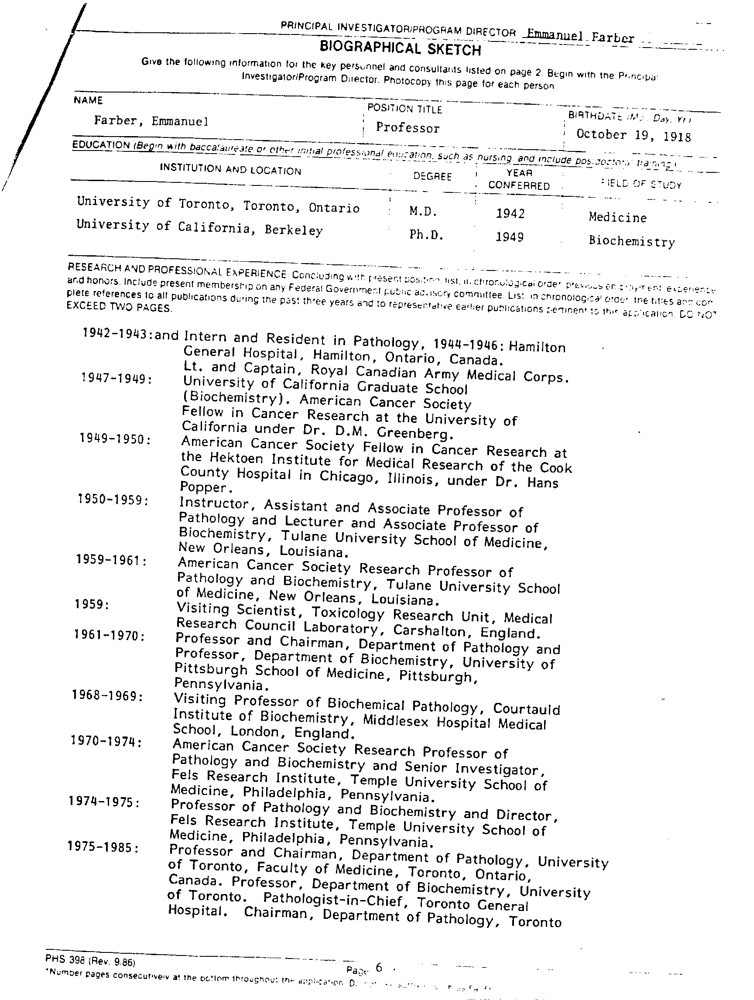 PRINCIPAL INVESTIGATOR/PROGRAM DIRECTOR Emmanuel Farber
BIOGRAPHICAL SKETCH
Give the following information for the key personnel and consultants listed on page 2. Begin with the Principal
Investigator/Program Director. Photocopy this page for each person
NAME
POSITION TITLE
BIRTHDATE (Mo., Day, Yr.)
Farber, Emmanuel
Professor
October 19, 1918
EDUCATION (Begin with baccalaureate or other initial professional education, such as nursing, and include postdoctoral training.)
INSTITUTION AND LOCATION
DEGREE
YEAR CONFERRED
FIELD OF STUDY
University of Toronto, Toronto, Ontario M.D. 1942 Medicine
University of California, Berkeley Ph.D. 1949 Biochemistry
RESEARCH AND PROFESSIONAL EXPERIENCE. Concluding with present position, list, in chronological order previous employment, experience
and honors. Include present membership on any Federal Government public advisory committee. List, in chronological order, the titles and com-
plete references to all publications during the past three years and to representative earlier publications pertinent to this application. DO NOT
EXCEED TWO PAGES.
1942-1943:and Intern and Resident in Pathology, 1944-1946: Hamilton
General Hospital, Hamilton, Ontario, Canada.
Lt. and Captain, Royal Canadian Army Medical Corps.
1947-1949: University of California Graduate School
(Biochemistry). American Cancer Society
Fellow in Cancer Research at the University of
California under Dr. D.M. Greenberg.
1949-1950: American Cancer Society Fellow in Cancer Research at
the Hektoen Institute for Medical Research of the Cook
County Hospital in Chicago, Illinois, under Dr. Hans
Popper.
1950-1959: Instructor, Assistant and Associate Professor of
Pathology and Lecturer and Associate Professor of
Biochemistry, Tulane University School of Medicine,
New Orleans, Louisiana.
1959-1961: American Cancer Society Research Professor of
Pathology and Biochemistry, Tulane University School
of Medicine, New Orleans, Louisiana.
1959: Visiting Scientist, Toxicology Research Unit, Medical
Research Council Laboratory, Carshalton, England.
1961-1970: Professor and Chairman, Department of Pathology and
Professor, Department of Biochemistry, University of
Pittsburgh School of Medicine, Pittsburgh,
Pennsylvania.
1968-1969: Visiting Professor of Biochemical Pathology, Courtauld
Institute of Biochemistry, Middlesex Hospital Medical
School, London, England.
1970-1974: American Cancer Society Research Professor of
Pathology and Biochemistry and Senior Investigator,
Fels Research Institute, Temple University School of
Medicine, Philadelphia, Pennsylvania.
1974-1975: Professor of Pathology and Biochemistry and Director,
Fels Research Institute, Temple University School of
Medicine, Philadelphia, Pennsylvania.
1975-1985: Professor and Chairman, Department of Pathology, University
of Toronto, Faculty of Medicine, Toronto, Ontario,
Canada. Professor, Department of Biochemistry, University
of Toronto. Pathologist-in-Chief, Toronto General
Hospital. Chairman, Department of Pathology, Toronto
PHS 398 (Rev. 9/86)
Page 6
*Number pages consecutively at the bottom throughout the application.